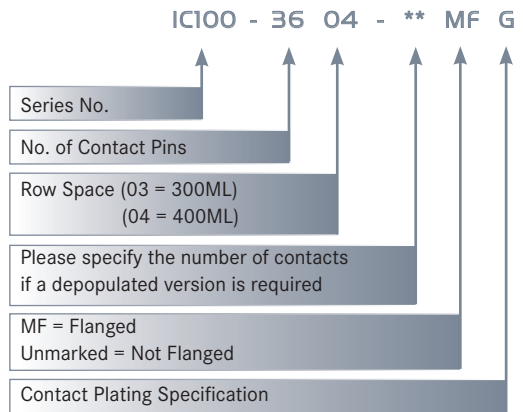 IC100 - 36 04 - ** MF G
Series No.
No. of Contact Pins
Row Space (03 = 300ML)
(04 = 400ML)
Please specify the number of contacts
if a depopulated version is required
MF = Flanged
Unmarked = Not Flanged
Contact Plating Specification